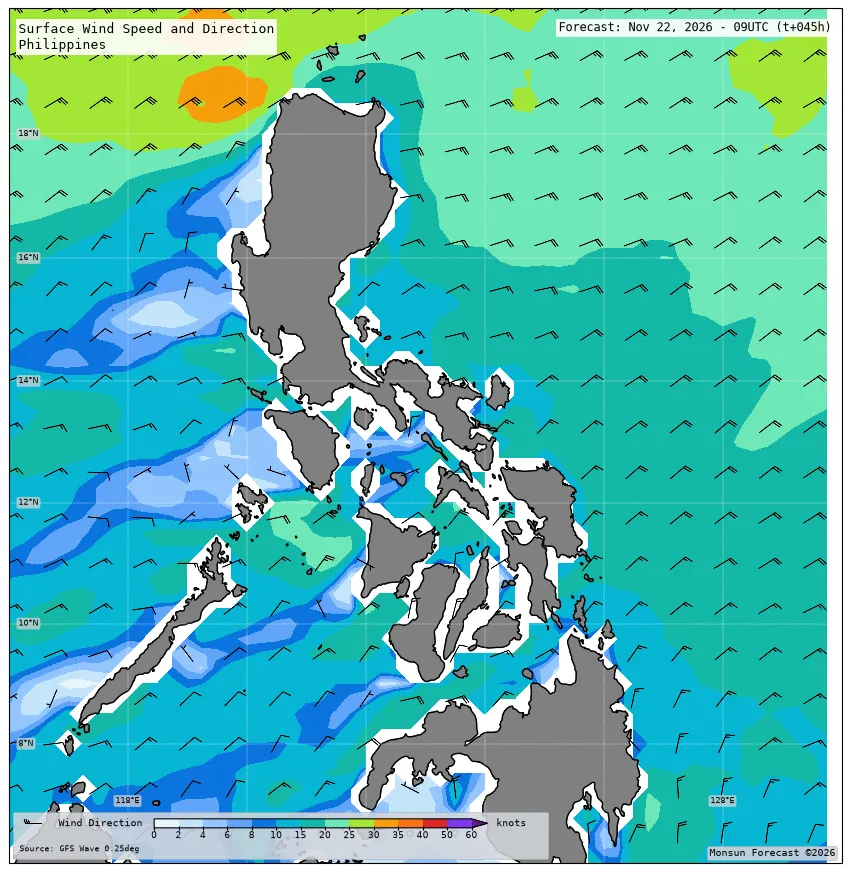 Surface Wind Speed and Direction
Philippines
Forecast: Nov 22, 2026 - 09UTC (t+045h)
18°N
16°N
14°N
12°N
10°N
8°N
118°E
128°E
Wind Direction
knots
0 2 4 6 8 10 15 20 25 30 35 40 50 60
Source: GFS Wave 0.25deg
Monsun Forecast ©2026